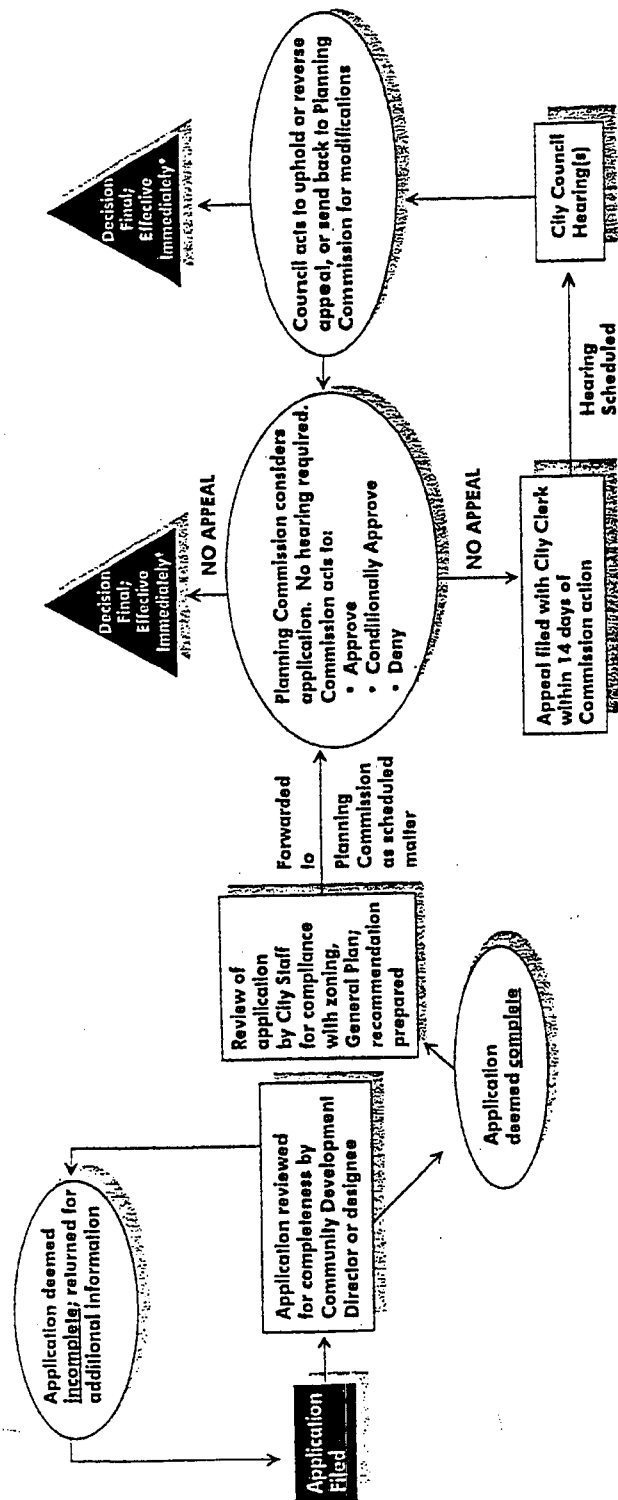 Application deemed
incomplete; returned for
additional information
Application
Filed
Application reviewed
for completeness by
Community Development
Director or designee
Application
deemed complete
Review of
application
by City Staff
for compliance
with zoning,
General Plan;
recommendation
prepared
Forwarded
to
Planning
Commission
as scheduled
matter
Planning Commission considers
application. No hearing required.
Commission acts to:
• Approve
• Conditionally Approve
• Deny
NO APPEAL
Decision
Final;
Effective
Immediately*
NO APPEAL
Appeal filed with City Clerk
within 14 days of
Commission action
Hearing
Scheduled
City Council
Hearing(s)
Council acts to uphold or reverse
appeal, or send back to Planning
Commission for modifications
Decision
Final;
Effective
Immediately*